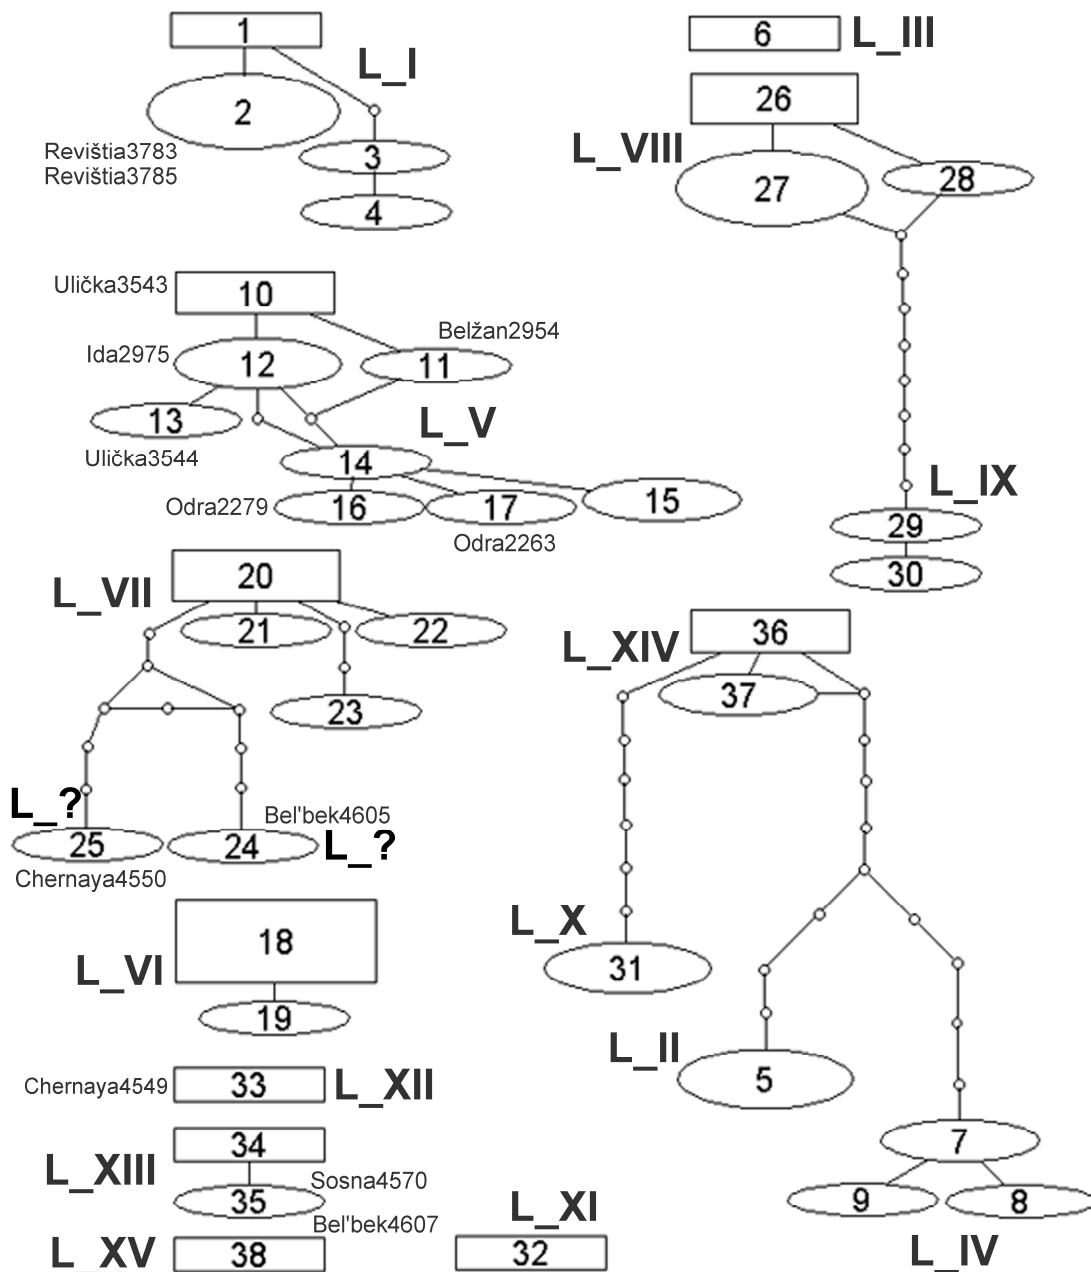 1
L_I
2
Revištia3783
Revištia3785
3
4
6
L_III
26
L_VIII
27
28
L_IX
29
30
Ulička3543
10
Belžan2954
Ida2975
12
11
13
L_V
Ulička3544
14
Odra2279
16
17
15
Odra2263
20
L_VII
21
22
23
L_?
Bel'bek4605
25
24
L_?
Chernaya4550
36
L_XIV
37
L_X
31
L_II
5
7
9
8
L_IV
18
L_VI
19
Chernaya4549
33
L_XII
34
L_XIII
Sosna4570
35
Bel'bek4607
L_XI
L_XV
38
32